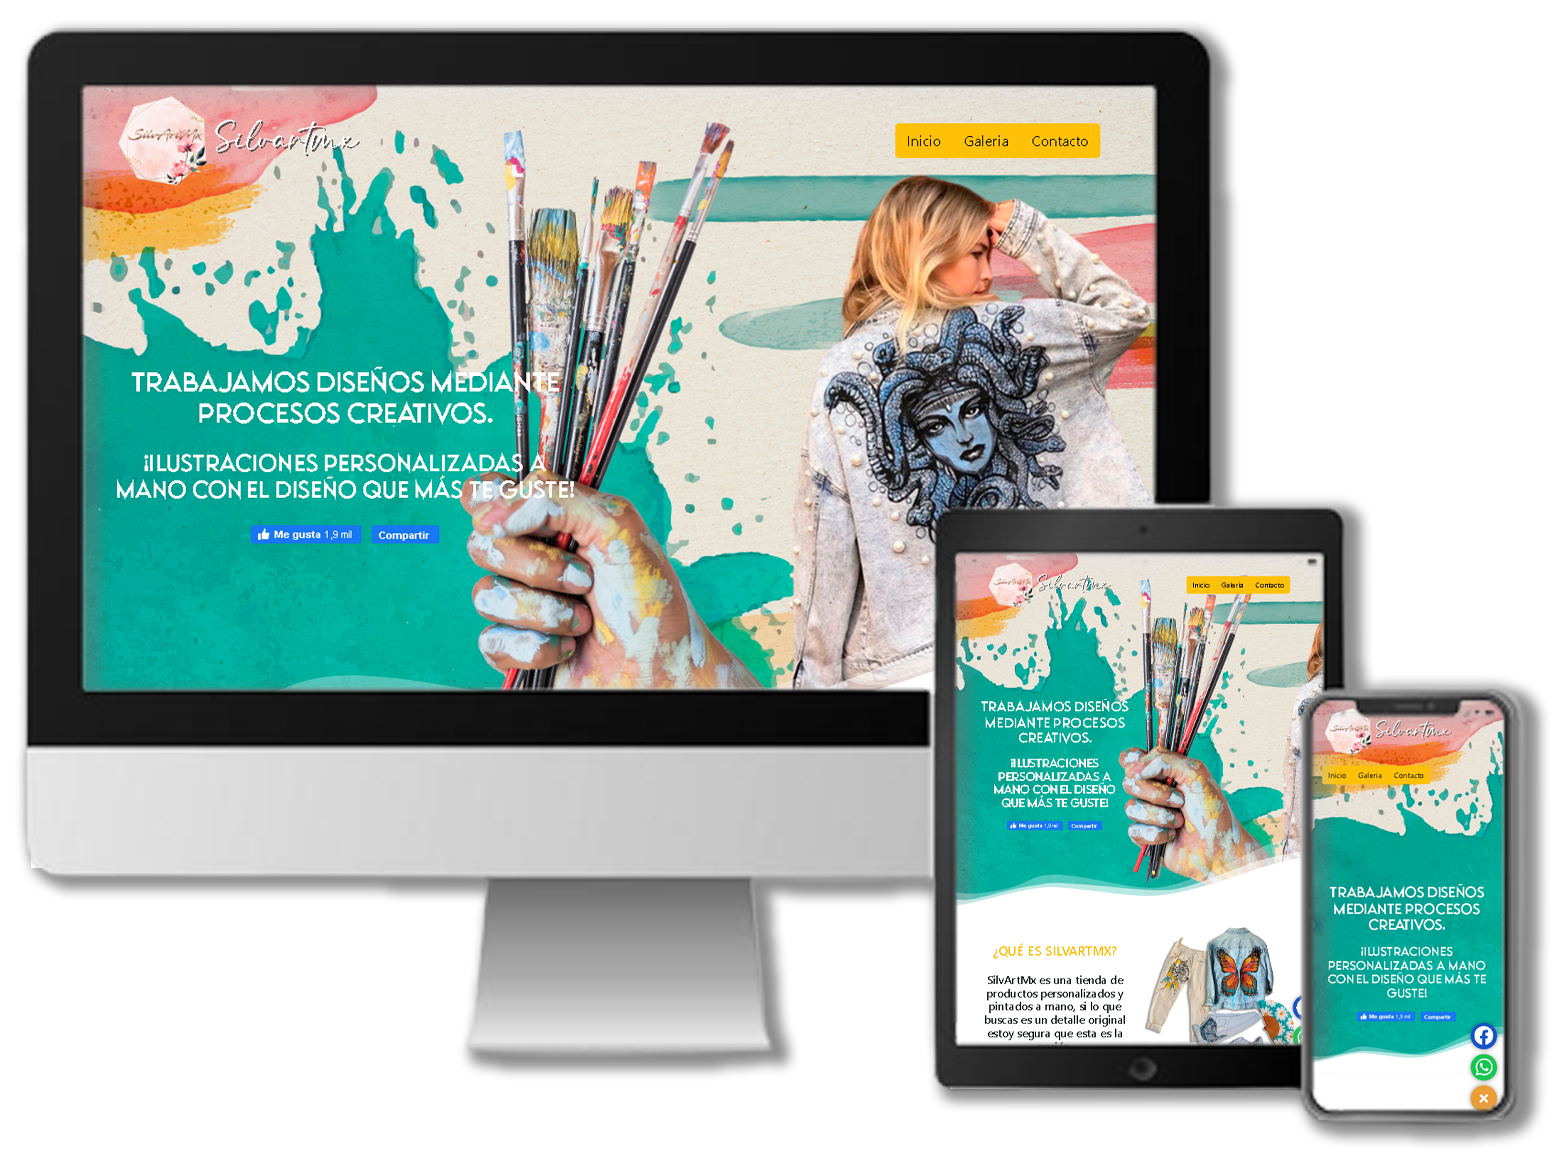 SilvArtMx
Silvartmx
Inicio Galeria Contacto
TRABAJAMOS DISEÑOS MEDIANTE
PROCESOS CREATIVOS.
¡ILUSTRACIONES PERSONALIZADAS A
MANO CON EL DISEÑO QUE MÁS TE GUSTE!
Me gusta 1,9 mil Compartir
SilvArtMx
Silvartmx
Inicio Galeria Contacto
TRABAJAMOS DISEÑOS
MEDIANTE PROCESOS
CREATIVOS.
¡ILUSTRACIONES
PERSONALIZADAS A
MANO CON EL DISEÑO
QUE MÁS TE GUSTE!
Me gusta 1,9 mil Compartir
¿QUÉ ES SILVARTMX?
SilvArtMx es una tienda de
productos personalizados y
pintados a mano, si lo que
buscas es un detalle original
estoy segura que esta es la
SilvArtMx
Silvartmx
Inicio Galeria Contacto
TRABAJAMOS DISEÑOS
MEDIANTE PROCESOS
CREATIVOS.
¡ILUSTRACIONES
PERSONALIZADAS A MANO
CON EL DISEÑO QUE MÁS TE
GUSTE!
Me gusta 1,9 mil Compartir